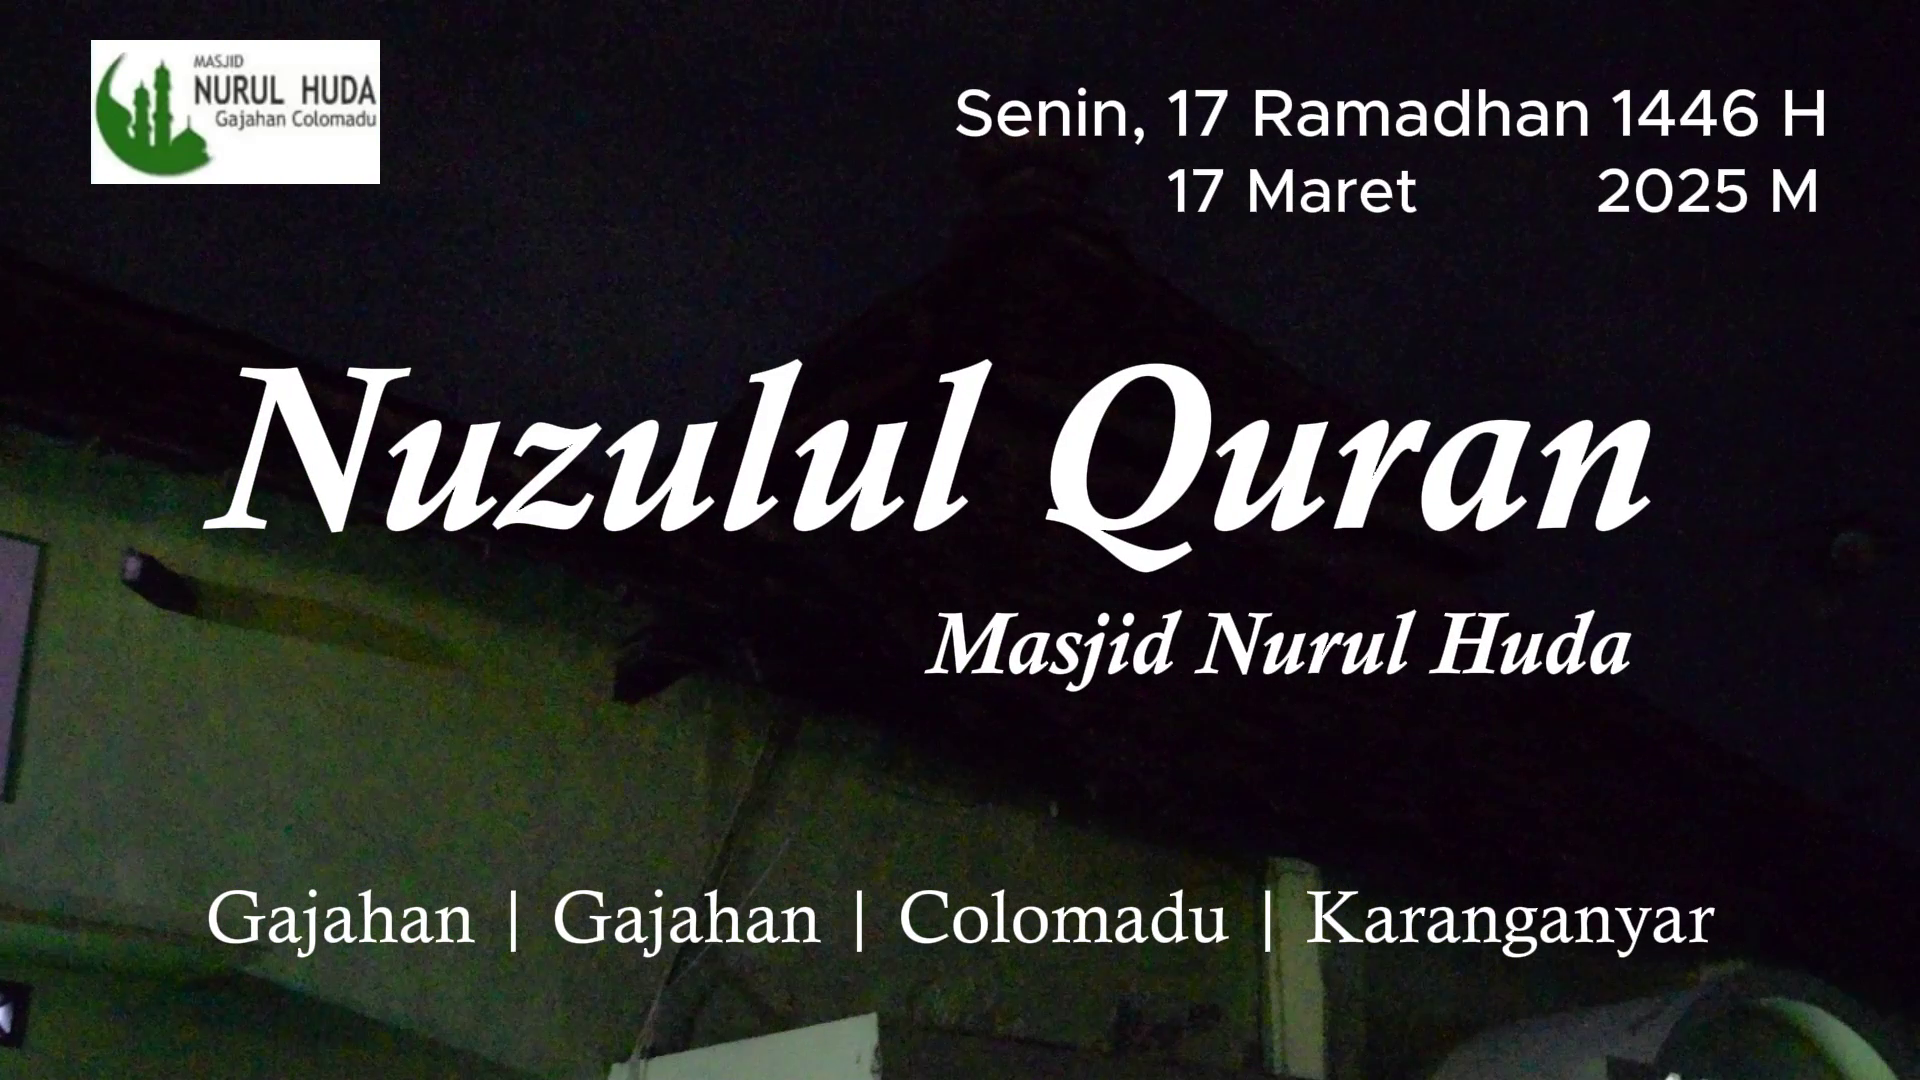 MASJID
NURUL HUDA
Gajahan Colomadu
Senin, 17 Ramadhan 1446 H
17 Maret 2025 M
Nuzulul Quran
Masjid Nurul Huda
Gajahan | Gajahan | Colomadu | Karanganyar